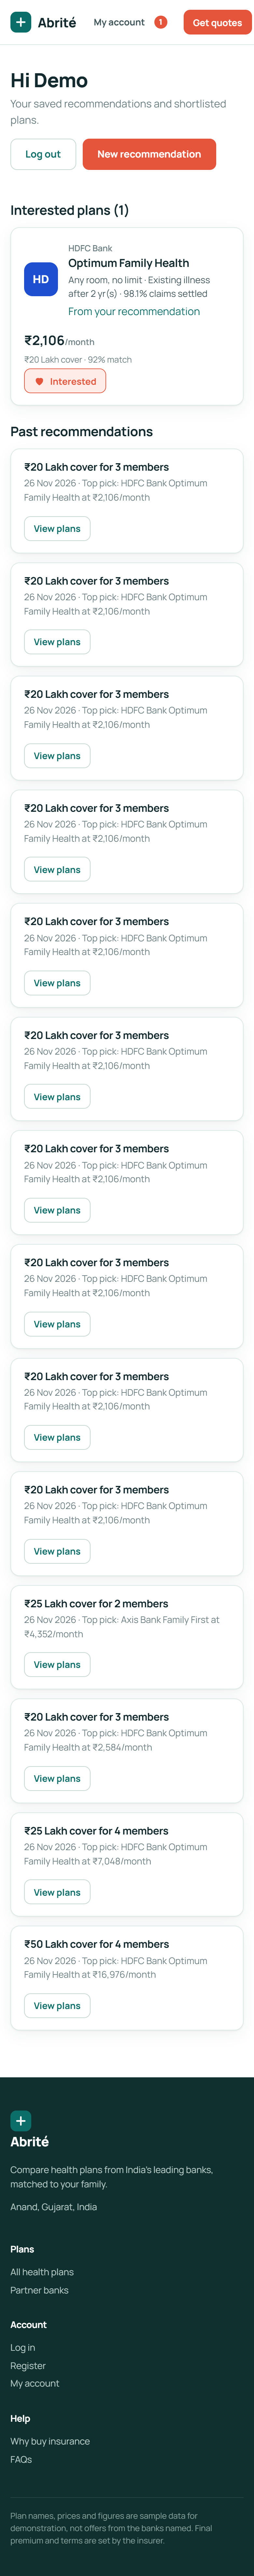 Abrité
My account 1
Get quotes
Hi Demo
Your saved recommendations and shortlisted
plans.
Log out
New recommendation
Interested plans (1)
HD
HDFC Bank
Optimum Family Health
Any room, no limit · Existing illness
after 2 yr(s) · 98.1% claims settled
From your recommendation
₹2,106/month
₹20 Lakh cover · 92% match
Interested
Past recommendations
₹20 Lakh cover for 3 members
26 Nov 2026 · Top pick: HDFC Bank Optimum
Family Health at ₹2,106/month
View plans
₹20 Lakh cover for 3 members
26 Nov 2026 · Top pick: HDFC Bank Optimum
Family Health at ₹2,106/month
View plans
₹20 Lakh cover for 3 members
26 Nov 2026 · Top pick: HDFC Bank Optimum
Family Health at ₹2,106/month
View plans
₹20 Lakh cover for 3 members
26 Nov 2026 · Top pick: HDFC Bank Optimum
Family Health at ₹2,106/month
View plans
₹20 Lakh cover for 3 members
26 Nov 2026 · Top pick: HDFC Bank Optimum
Family Health at ₹2,106/month
View plans
₹20 Lakh cover for 3 members
26 Nov 2026 · Top pick: HDFC Bank Optimum
Family Health at ₹2,106/month
View plans
₹20 Lakh cover for 3 members
26 Nov 2026 · Top pick: HDFC Bank Optimum
Family Health at ₹2,106/month
View plans
₹20 Lakh cover for 3 members
26 Nov 2026 · Top pick: HDFC Bank Optimum
Family Health at ₹2,106/month
View plans
₹20 Lakh cover for 3 members
26 Nov 2026 · Top pick: HDFC Bank Optimum
Family Health at ₹2,106/month
View plans
₹20 Lakh cover for 3 members
26 Nov 2026 · Top pick: HDFC Bank Optimum
Family Health at ₹2,106/month
View plans
₹25 Lakh cover for 2 members
26 Nov 2026 · Top pick: Axis Bank Family First at
₹4,352/month
View plans
₹20 Lakh cover for 3 members
26 Nov 2026 · Top pick: HDFC Bank Optimum
Family Health at ₹2,584/month
View plans
₹25 Lakh cover for 4 members
26 Nov 2026 · Top pick: HDFC Bank Optimum
Family Health at ₹7,048/month
View plans
₹50 Lakh cover for 4 members
26 Nov 2026 · Top pick: HDFC Bank Optimum
Family Health at ₹16,976/month
View plans
Abrité
Compare health plans from India's leading banks,
matched to your family.
Anand, Gujarat, India
Plans
All health plans
Partner banks
Account
Log in
Register
My account
Help
Why buy insurance
FAQs
Plan names, prices and figures are sample data for
demonstration, not offers from the banks named. Final
premium and terms are set by the insurer.